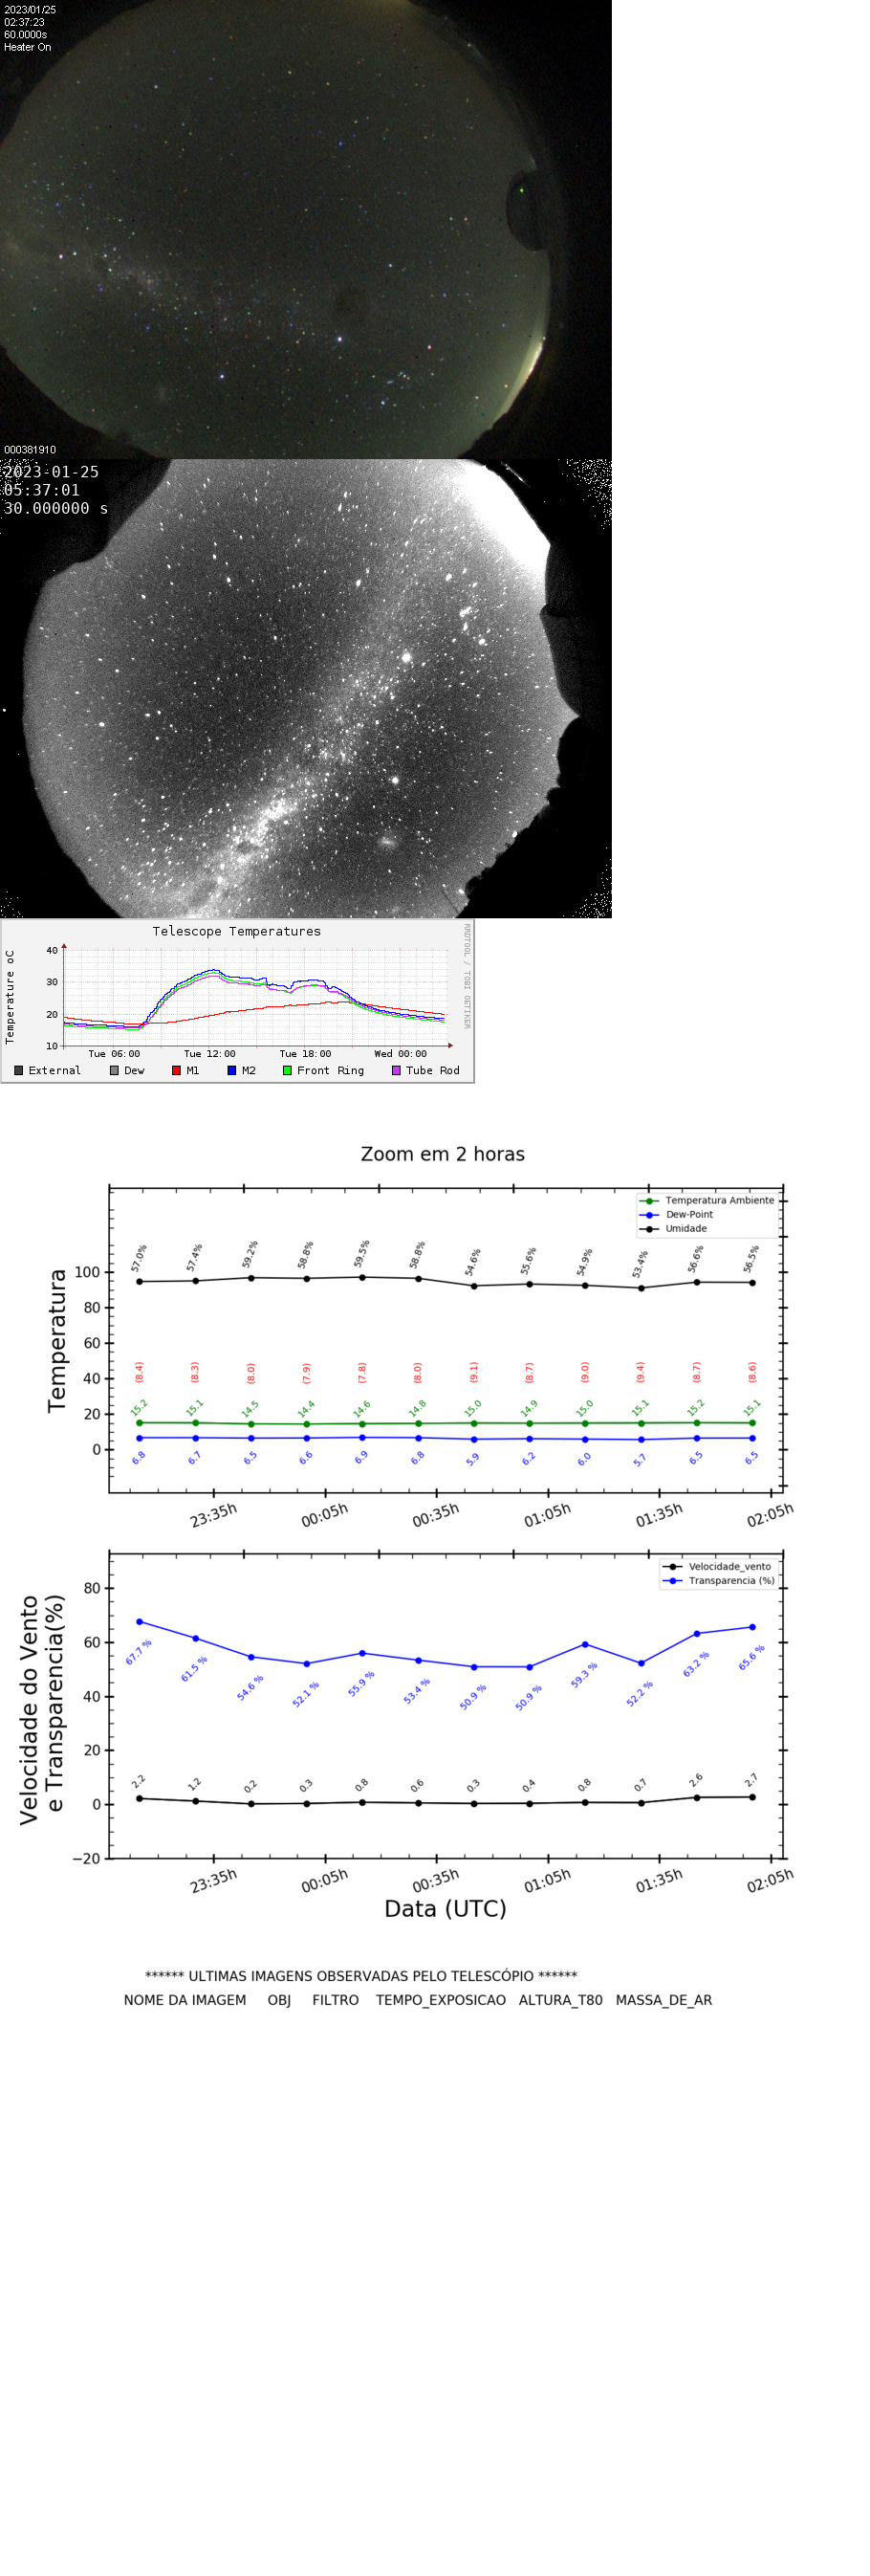 2023/01/25
02:37:23
60.0000s
Heater On
000381910
2023-01-25
05:37:01
30.000000 s
Telescope Temperatures
RRDTOOL / TOBI OETIKER
Temperature oC
40
30
20
10
Tue 06:00 Tue 12:00 Tue 18:00 Wed 00:00
External Dew M1 M2 Front Ring Tube Rod
Zoom em 2 horas
Temperatura Ambiente
Dew-Point
Umidade
Temperatura
100
80
60
40
20
0
57.0% 57.4% 59.2% 58.8% 59.5% 58.8% 54.6% 55.6% 54.9% 53.4% 56.6% 56.5%
(8.4) (8.3) (8.0) (7.9) (7.8) (8.0) (9.1) (8.7) (9.0) (9.4) (8.7) (8.6)
15.2 15.1 14.5 14.4 14.6 14.8 15.0 14.9 15.0 15.1 15.2 15.1
6.8 6.7 6.5 6.6 6.9 6.8 5.9 6.2 6.0 5.7 6.5 6.5
23:35h 00:05h 00:35h 01:05h 01:35h 02:05h
Velocidade_vento
Transparencia (%)
Velocidade do Vento
e Transparencia(%)
80
60
40
20
0
−20
67.7 % 61.5 % 54.6 % 52.1 % 55.9 % 53.4 % 50.9 % 50.9 % 59.3 % 52.2 % 63.2 % 65.6 %
2.2 1.2 0.2 0.3 0.8 0.6 0.3 0.4 0.8 0.7 2.6 2.7
23:35h 00:05h 00:35h 01:05h 01:35h 02:05h
Data (UTC)
****** ULTIMAS IMAGENS OBSERVADAS PELO TELESCÓPIO ******
NOME DA IMAGEM OBJ FILTRO TEMPO_EXPOSICAO ALTURA_T80 MASSA_DE_AR